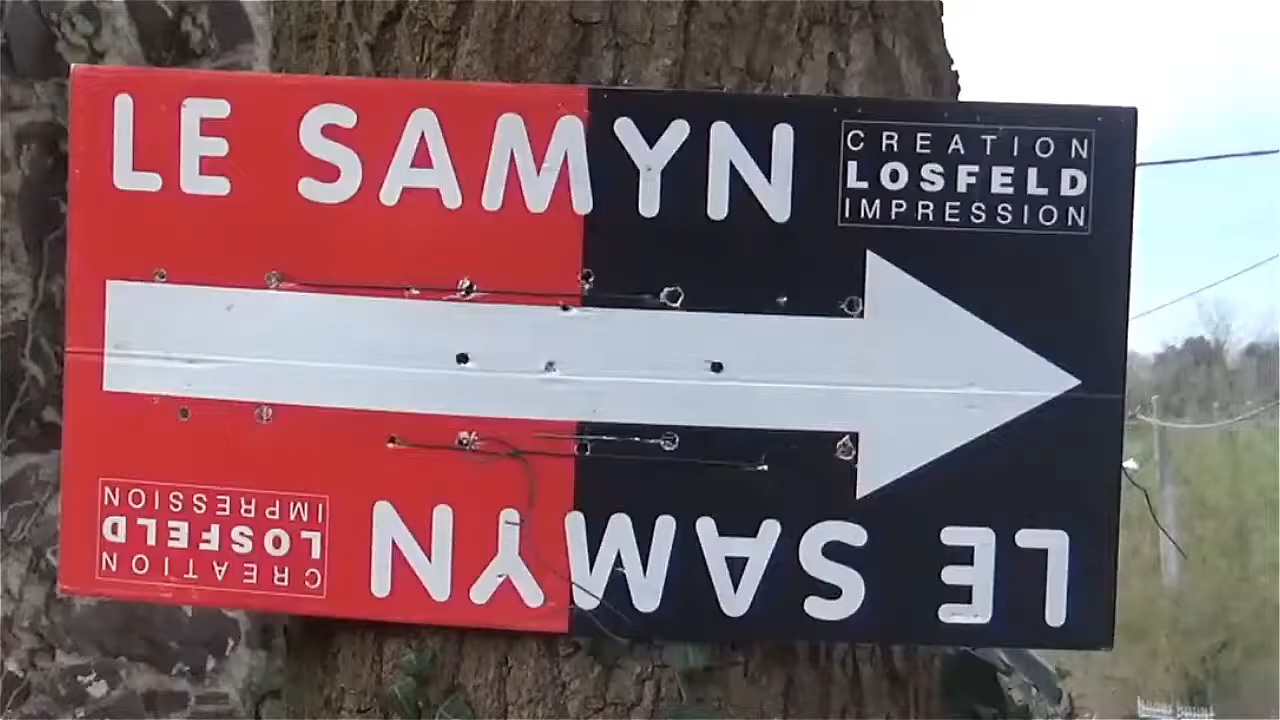 LE SAMYN
CREATION
LOSFELD
IMPRESSION
LE SAMYN
CREATION
LOSFELD
IMPRESSION